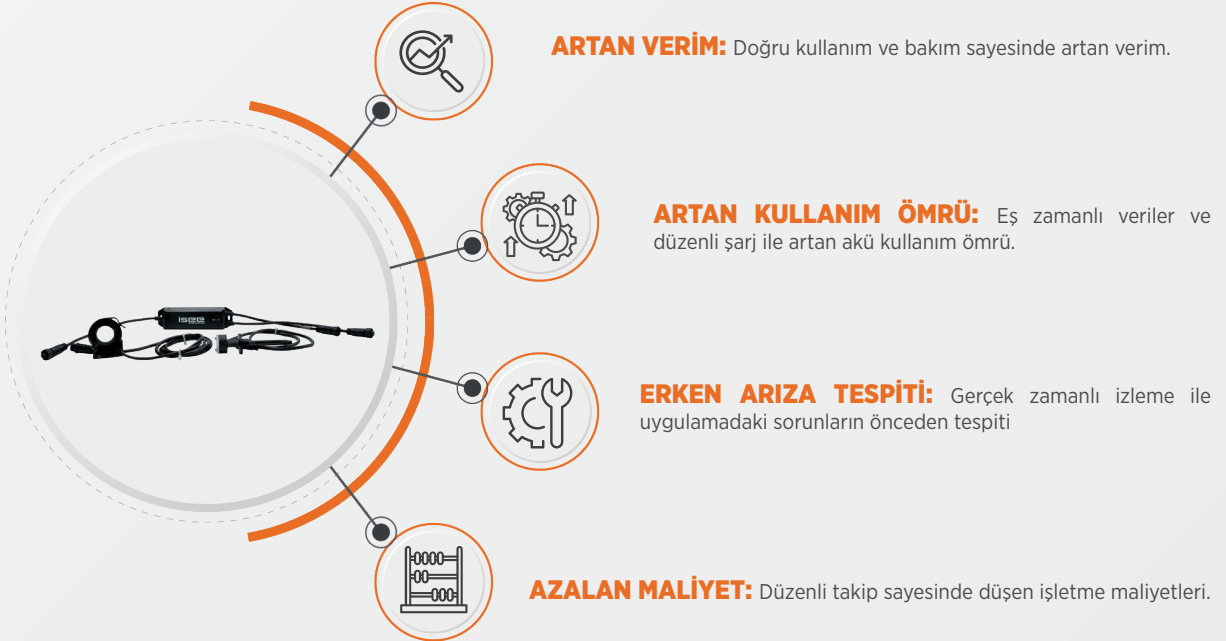 ARTAN VERİM: Doğru kullanım ve bakım sayesinde artan verim.
ARTAN KULLANIM ÖMRÜ: Eş zamanlı veriler ve
düzenli şarj ile artan akü kullanım ömrü.
isee
ERKEN ARIZA TESPİTİ: Gerçek zamanlı izleme ile
uygulamadaki sorunların önceden tespiti
AZALAN MALİYET: Düzenli takip sayesinde düşen işletme maliyetleri.